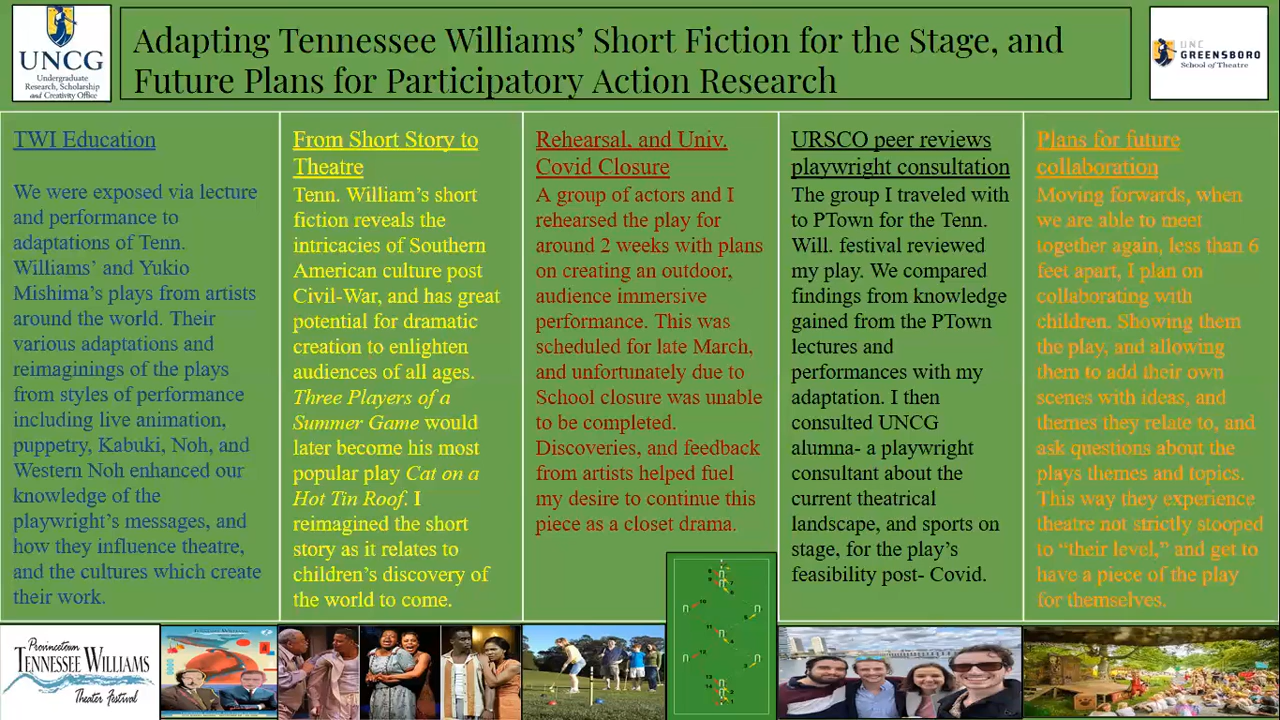 UNCG
Undergraduate
Research, Scholarship
and Creativity Office
Adapting Tennessee Williams’ Short Fiction for the Stage, and
Future Plans for Participatory Action Research
UNC
GREENSBORO
School of Theatre
TWI Education
We were exposed via lecture
and performance to
adaptations of Tenn.
Williams’ and Yukio
Mishima’s plays from artists
around the world. Their
various adaptations and
reimaginings of the plays
from styles of performance
including live animation,
puppetry, Kabuki, Noh, and
Western Noh enhanced our
knowledge of the
playwright’s messages, and
how they influence theatre,
and the cultures which create
their work.
From Short Story to
Theatre
Tenn. William’s short
fiction reveals the
intricacies of Southern
American culture post
Civil-War, and has great
potential for dramatic
creation to enlighten
audiences of all ages.
Three Players of a
Summer Game would
later become his most
popular play Cat on a
Hot Tin Roof. I
reimagined the short
story as it relates to
children’s discovery of
the world to come.
Rehearsal, and Univ.
Covid Closure
A group of actors and I
rehearsed the play for
around 2 weeks with plans
on creating an outdoor,
audience immersive
performance. This was
scheduled for late March,
and unfortunately due to
School closure was unable
to be completed.
Discoveries, and feedback
from artists helped fuel
my desire to continue this
piece as a closet drama.
URSCO peer reviews
playwright consultation
The group I traveled with
to PTown for the Tenn.
Will. festival reviewed
my play. We compared
findings from knowledge
gained from the PTown
lectures and
performances with my
adaptation. I then
consulted UNCG
alumna- a playwright
consultant about the
current theatrical
landscape, and sports on
stage, for the play’s
feasibility post- Covid.
Plans for future
collaboration
Moving forwards, when
we are able to meet
together again, less than 6
feet apart, I plan on
collaborating with
children. Showing them
the play, and allowing
them to add their own
scenes with ideas, and
themes they relate to, and
ask questions about the
plays themes and topics.
This way they experience
theatre not strictly stooped
to “their level,” and get to
have a piece of the play
for themselves.
Provincetown
TENNESSEE WILLIAMS
Theater Festival